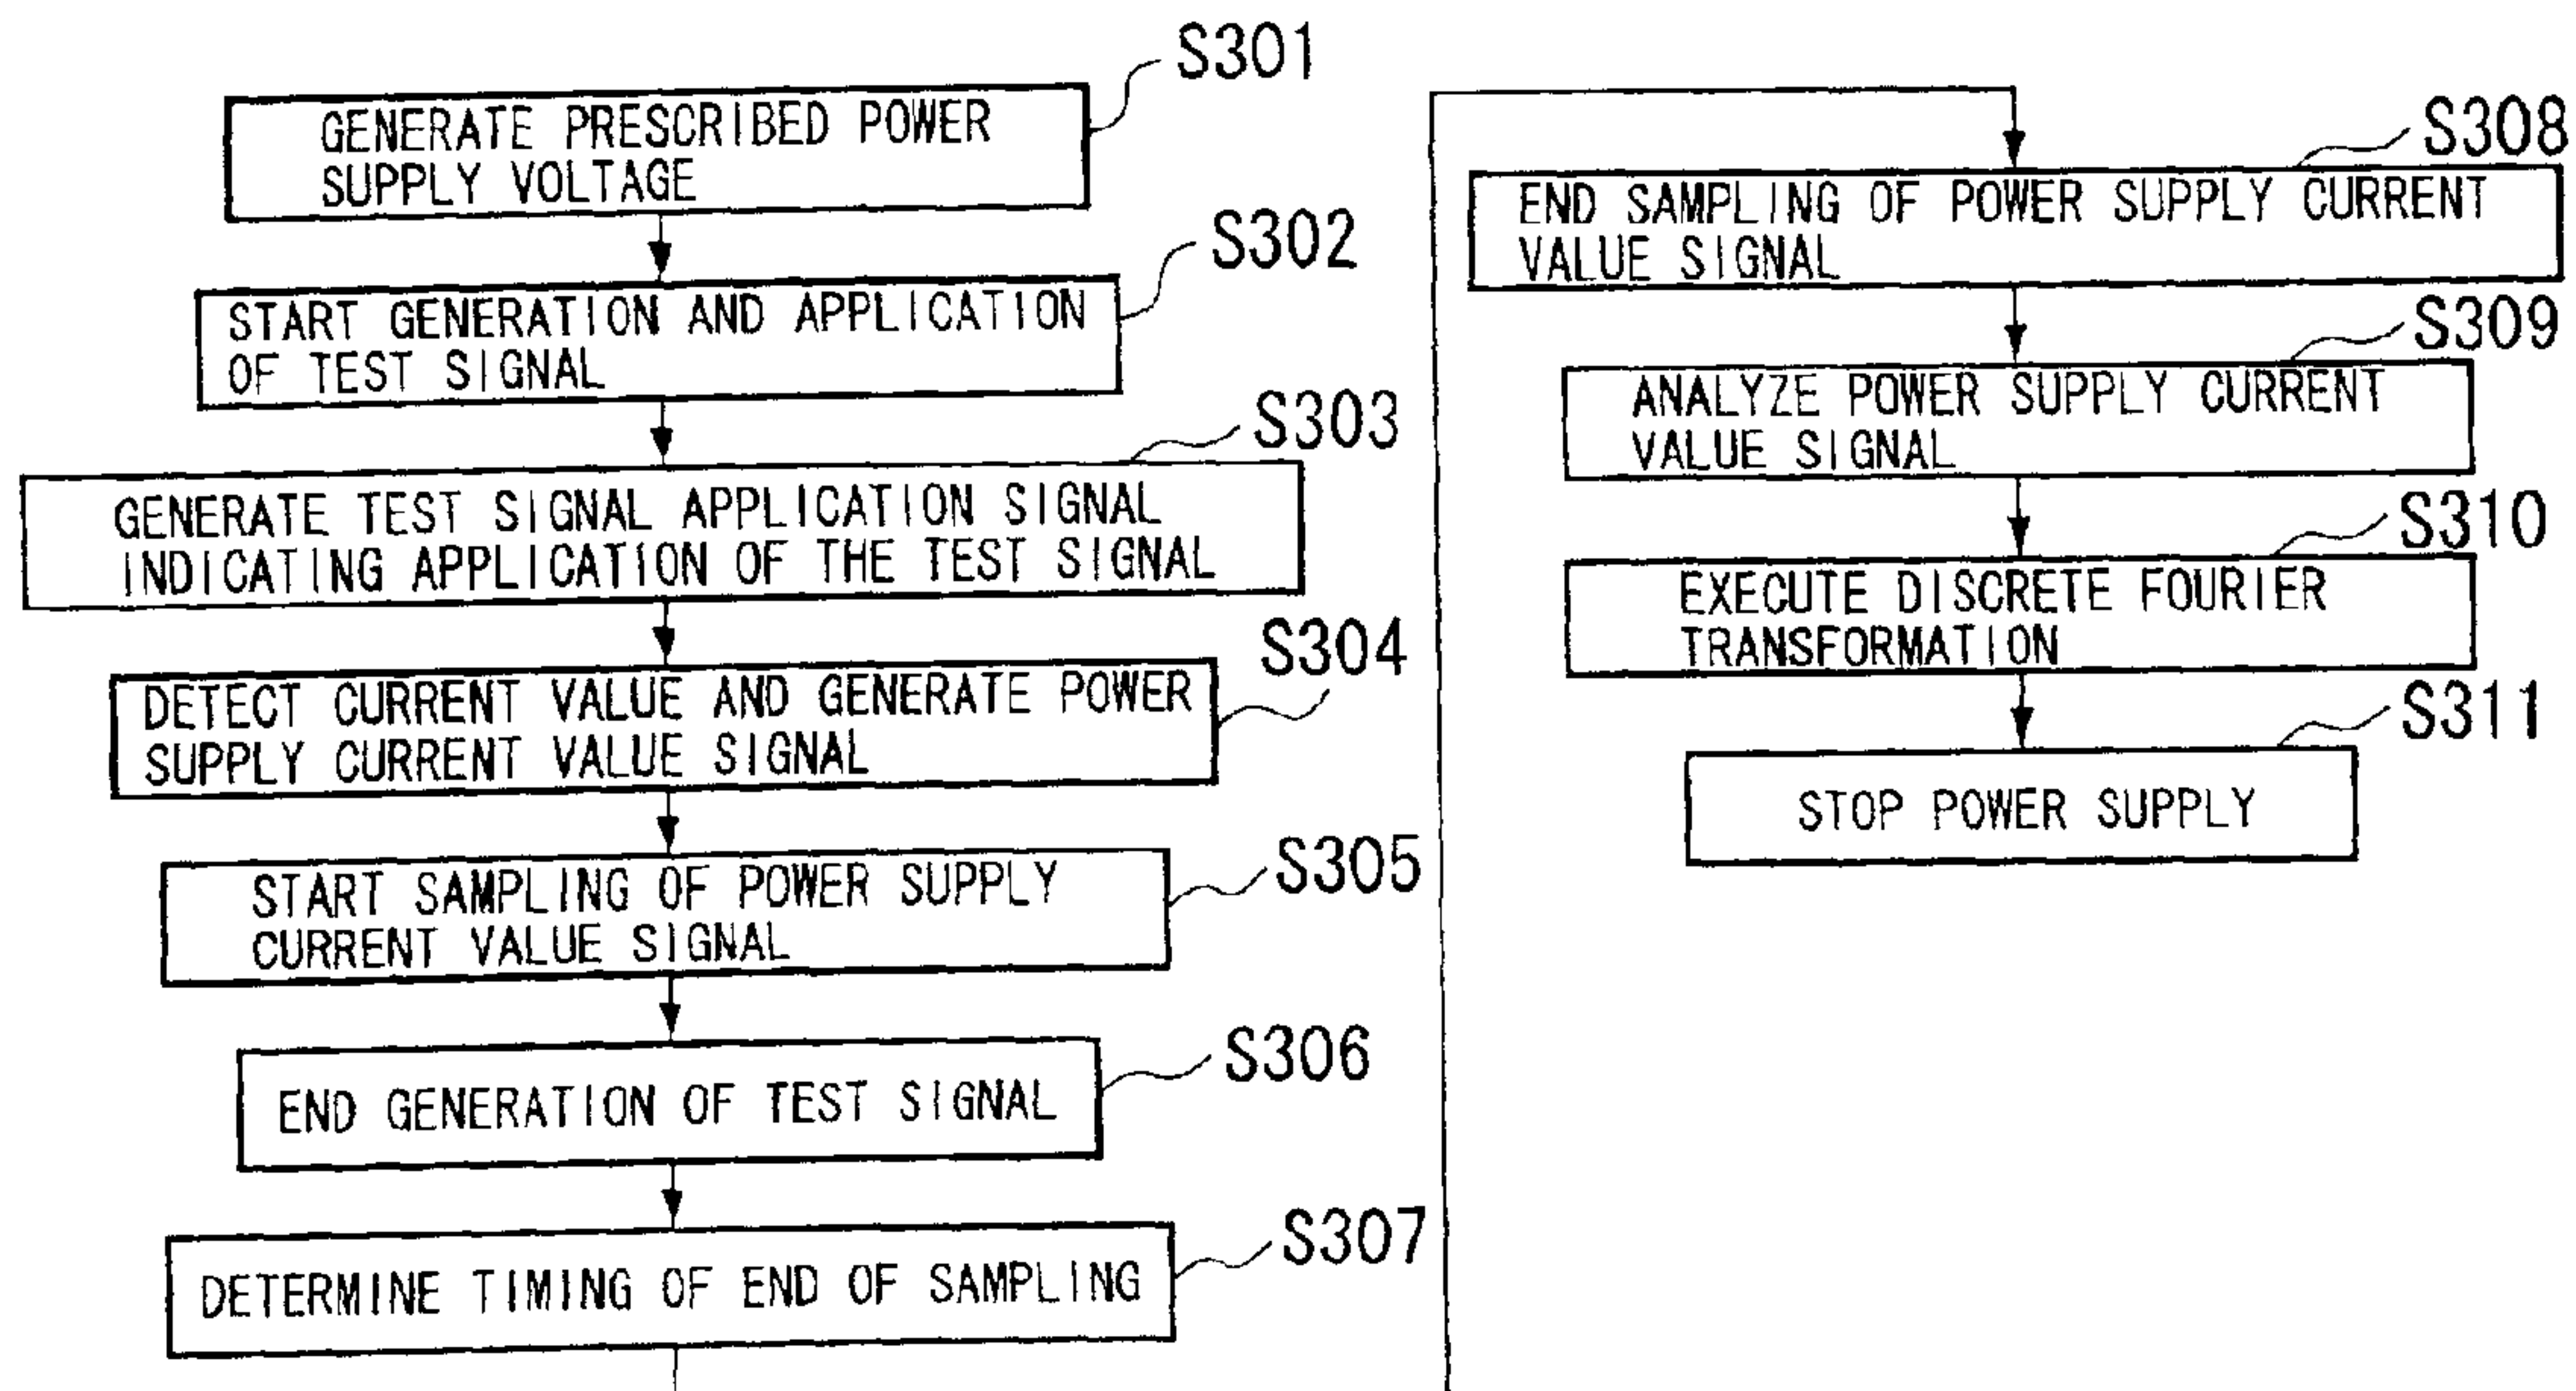 S301
GENERATE PRESCRIBED POWER
SUPPLY VOLTAGE
S302
START GENERATION AND APPLICATION
OF TEST SIGNAL
S303
GENERATE TEST SIGNAL APPLICATION SIGNAL
INDICATING APPLICATION OF THE TEST SIGNAL
S304
DETECT CURRENT VALUE AND GENERATE POWER
SUPPLY CURRENT VALUE SIGNAL
S305
START SAMPLING OF POWER SUPPLY
CURRENT VALUE SIGNAL
S306
END GENERATION OF TEST SIGNAL
S307
DETERMINE TIMING OF END OF SAMPLING
S308
END SAMPLING OF POWER SUPPLY CURRENT
VALUE SIGNAL
S309
ANALYZE POWER SUPPLY CURRENT
VALUE SIGNAL
S310
EXECUTE DISCRETE FOURIER
TRANSFORMATION
S311
STOP POWER SUPPLY